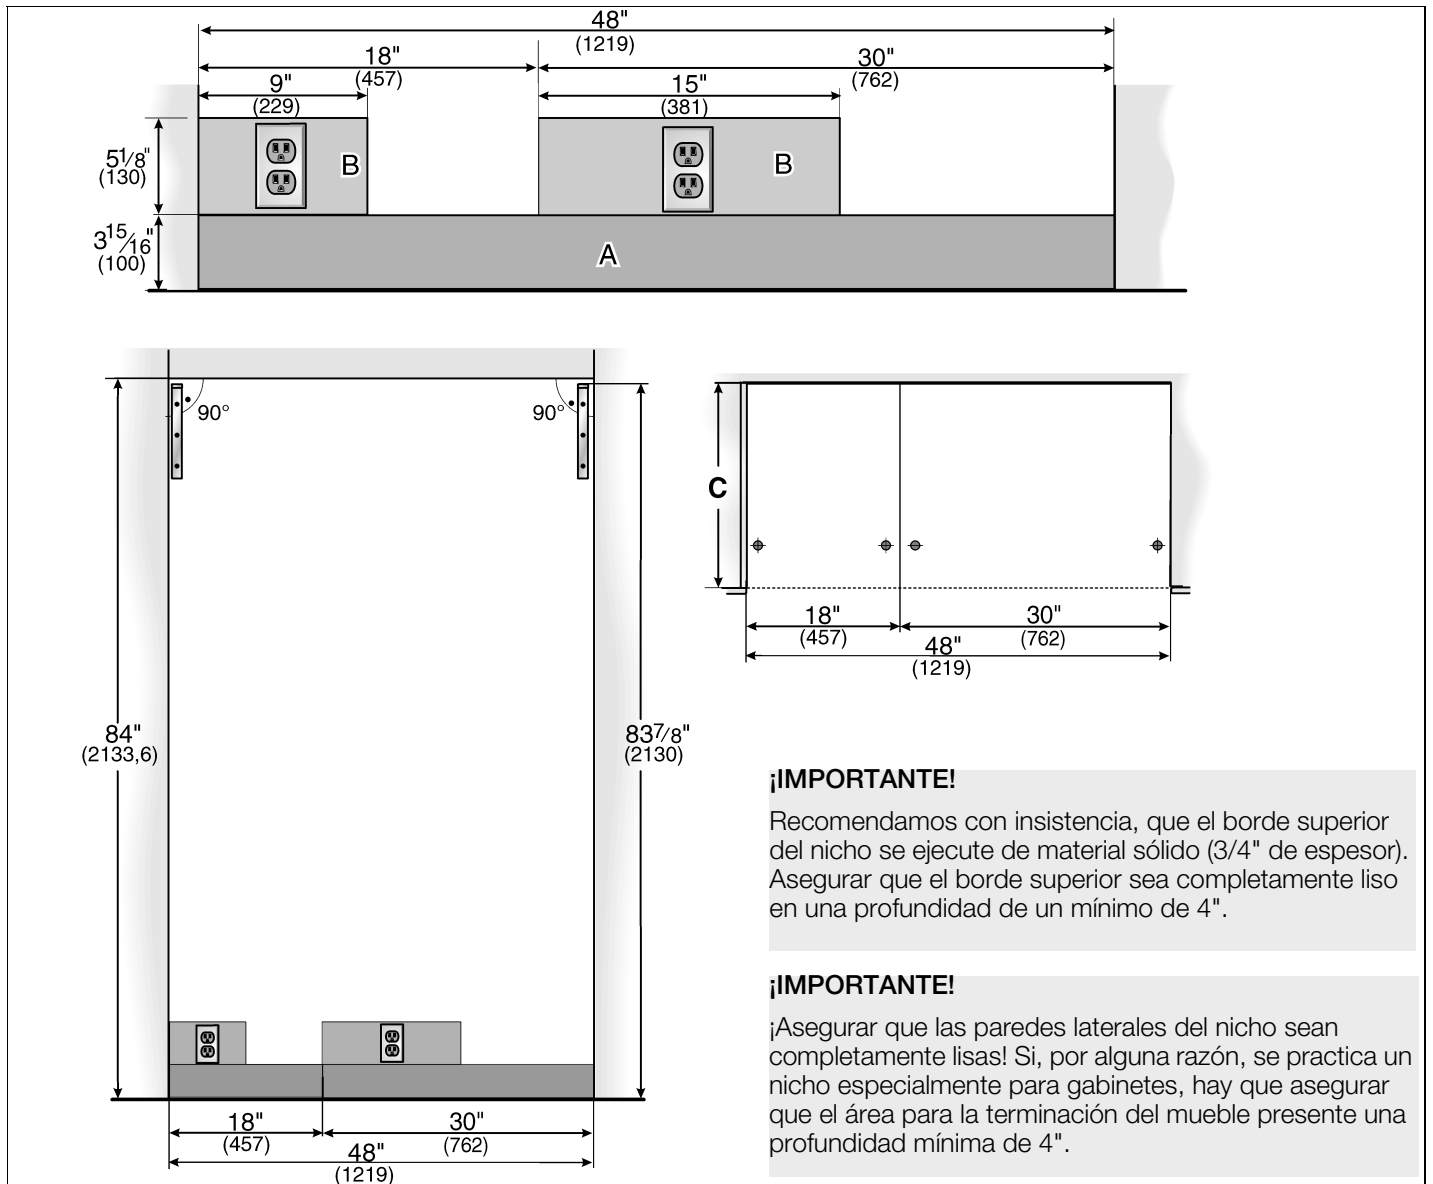 48"
(1219)
18"
(457)
30"
(762)
9"
(229)
15"
(381)
5 1/8"
(130)
B
B
3 15/16"
(100)
A
90°
90°
84"
(2133,6)
83 7/8"
(2130)
18"
(457)
30"
(762)
48"
(1219)
C
18"
(457)
30"
(762)
48"
(1219)
¡IMPORTANTE!
Recomendamos con insistencia, que el borde superior
del nicho se ejecute de material sólido (3/4" de espesor).
Asegurar que el borde superior sea completamente liso
en una profundidad de un mínimo de 4".
¡IMPORTANTE!
¡Asegurar que las paredes laterales del nicho sean
completamente lisas! Si, por alguna razón, se practica un
nicho especialmente para gabinetes, hay que asegurar
que el área para la terminación del mueble presente una
profundidad mínima de 4".